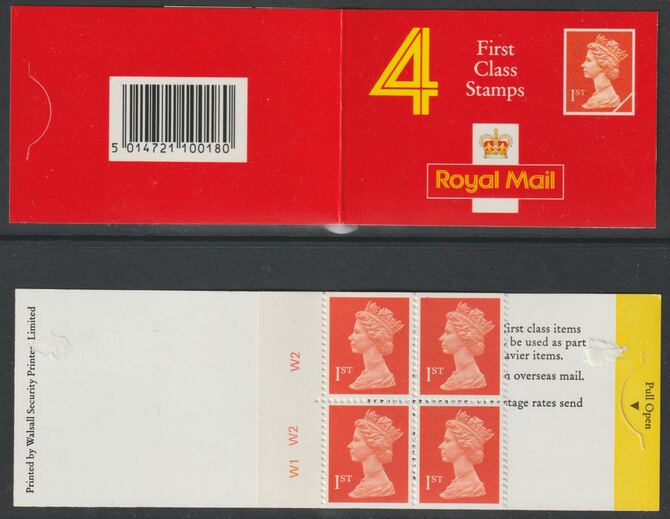 5 014721 100180
4
First
Class
Stamps
1ST
Royal Mail
Printed by Walsall Security Printers Limited
W2
W1 W2
1ST
1ST
1ST
1ST
first class items
be used as part
avier items.
overseas mail.
stage rates send
Pull Open